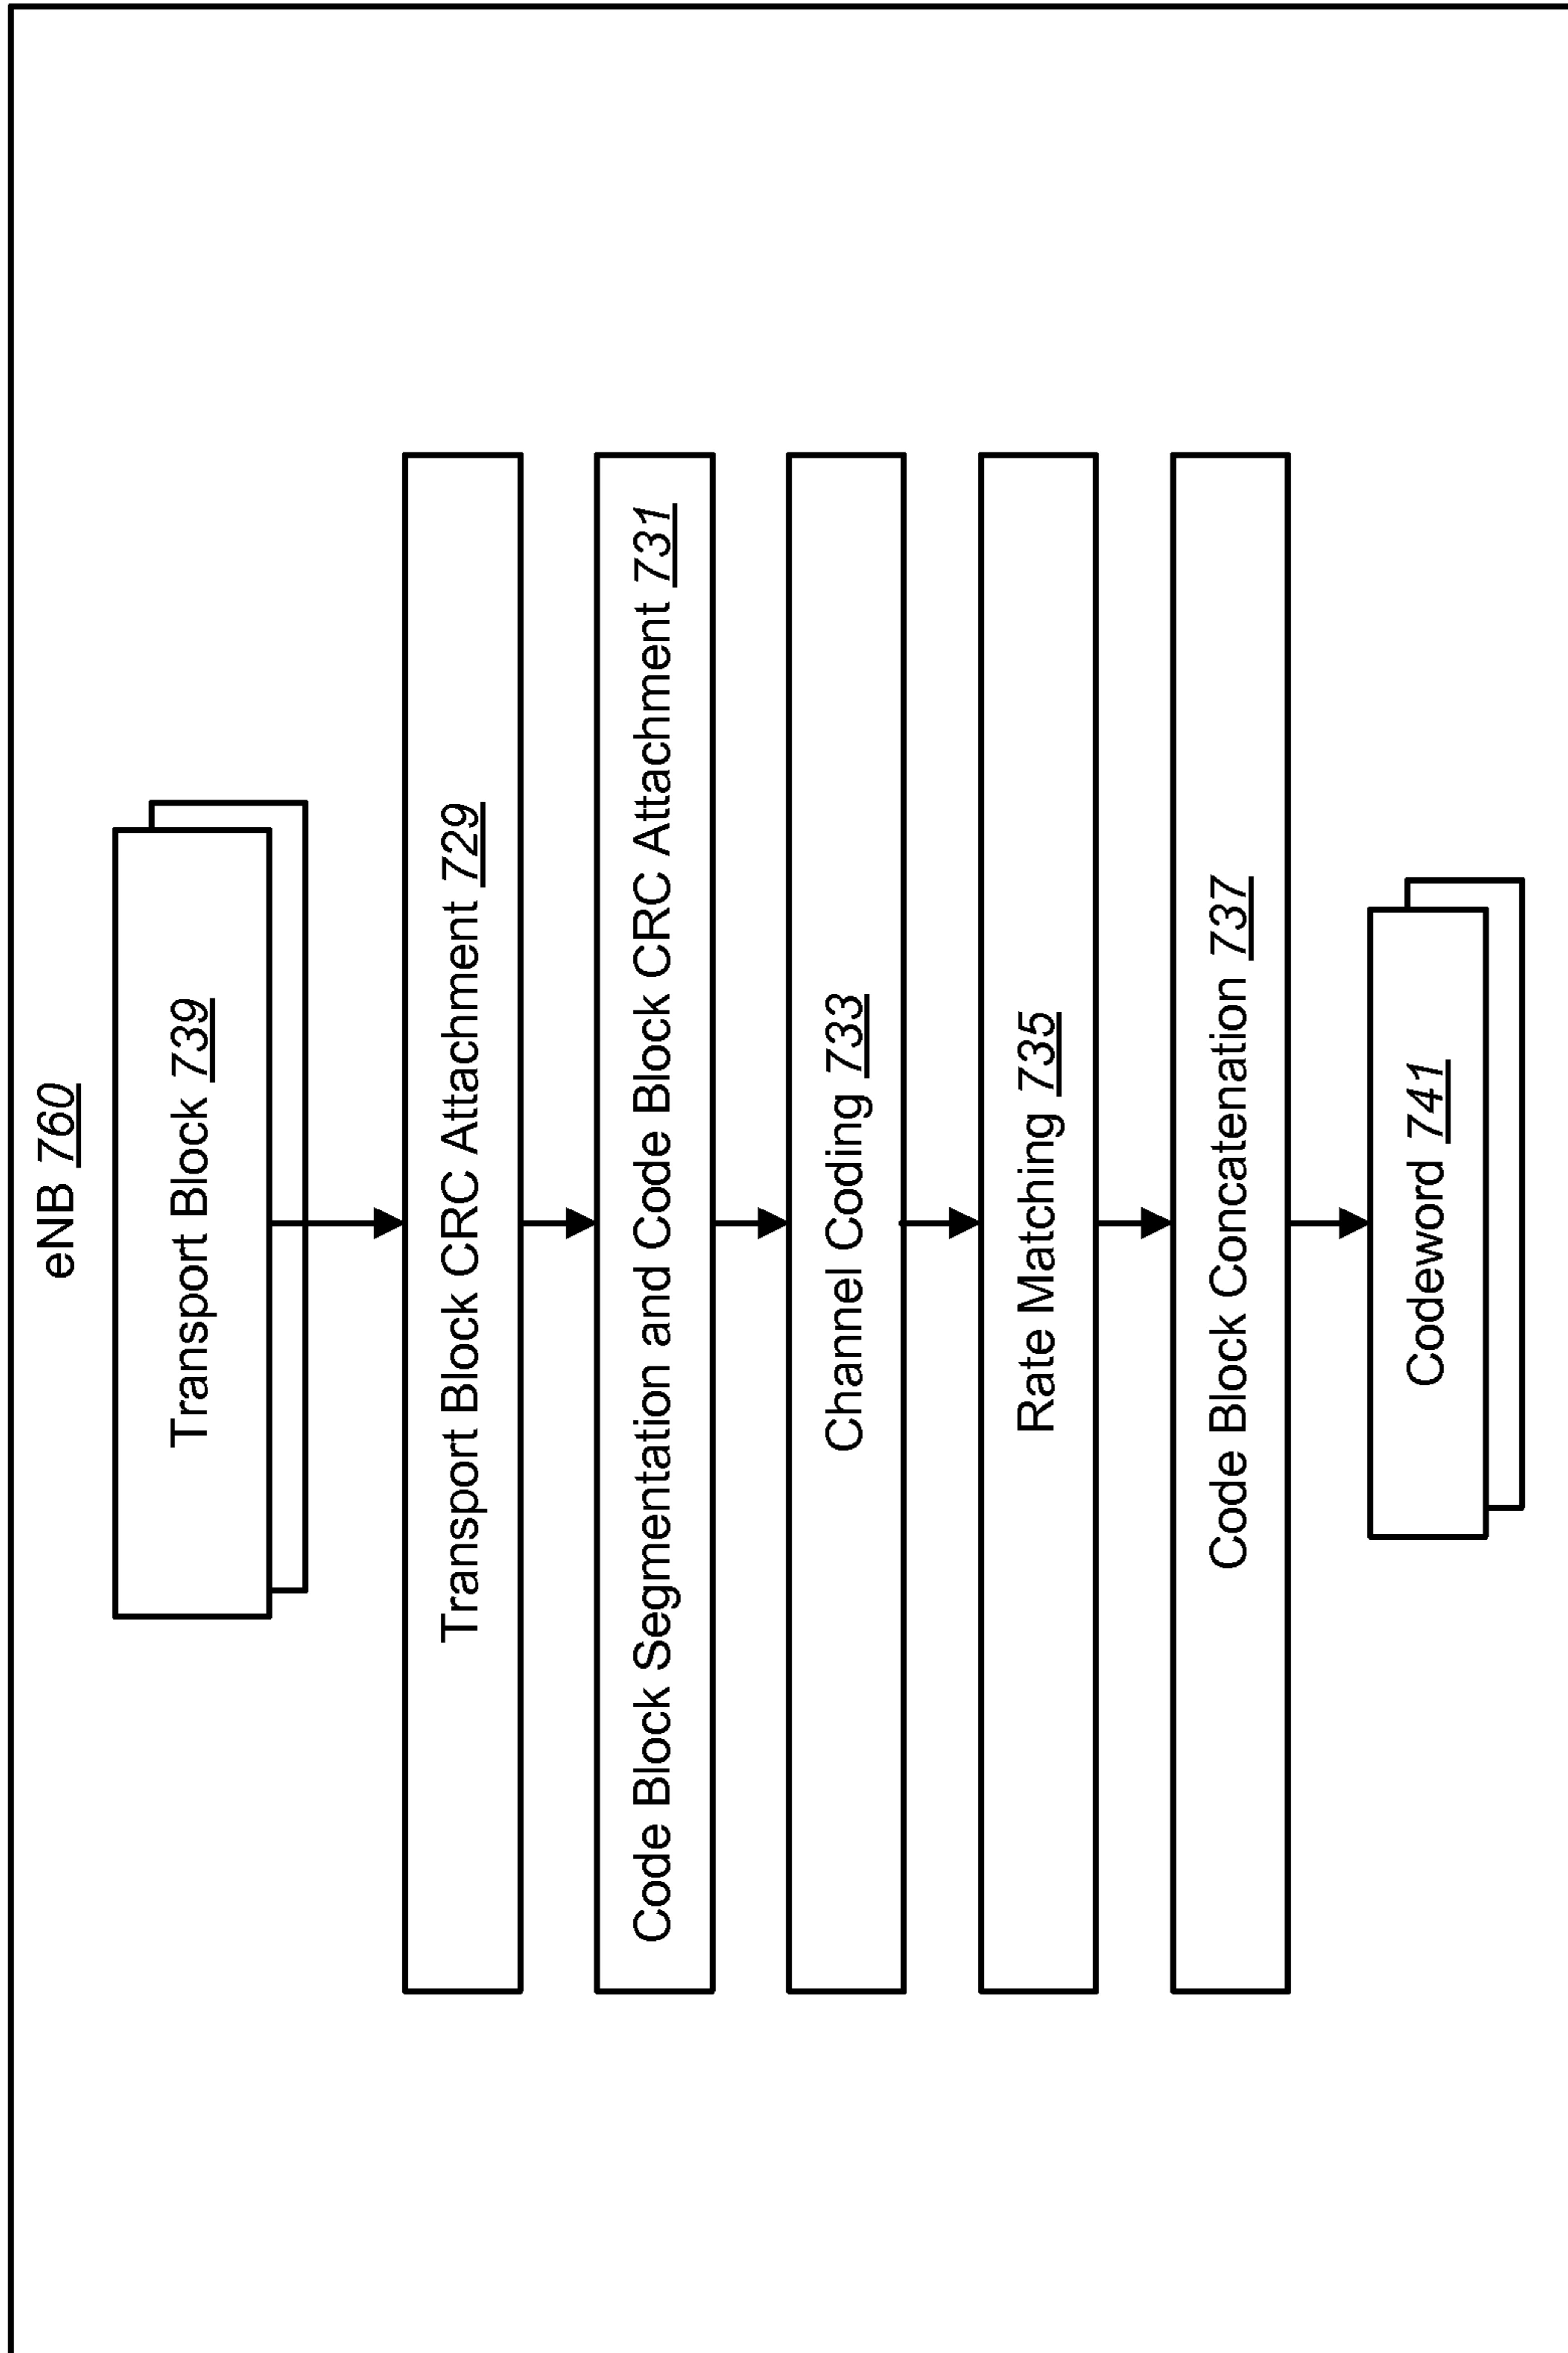 eNB 760
Transport Block 739
Transport Block CRC Attachment 729
Code Block Segmentation and Code Block CRC Attachment 731
Channel Coding 733
Rate Matching 735
Code Block Concatenation 737
Codeword 741